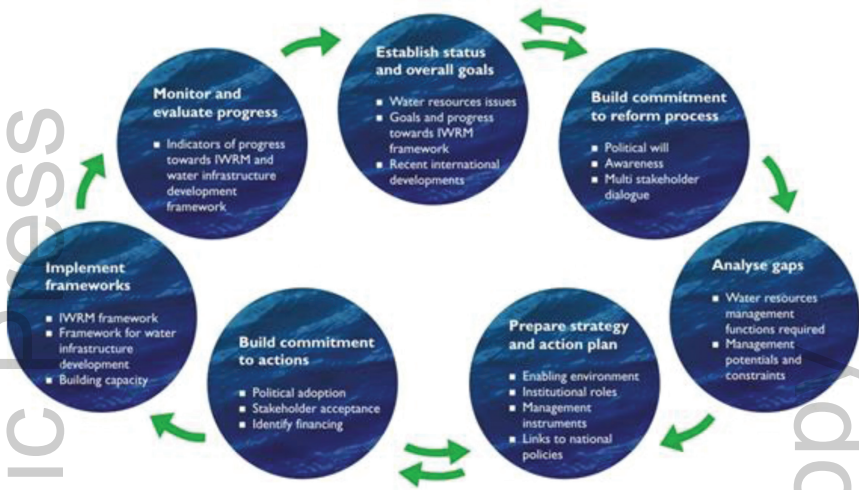 Establish status
and overall goals
▪ Water resources issues
▪ Goals and progress
towards IWRM
framework
▪ Recent international
developments
Build commitment
to reform process
▪ Political will
▪ Awareness
▪ Multi stakeholder
dialogue
Analyse gaps
▪ Water resources
management
functions required
▪ Management
potentials and
constraints
Prepare strategy
and action plan
▪ Enabling environment
▪ Institutional roles
▪ Management
instruments
▪ Links to national
policies
Build commitment
to actions
▪ Political adoption
▪ Stakeholder acceptance
▪ Identify financing
Implement
frameworks
▪ IWRM framework
▪ Framework for water
infrastructure
development
▪ Building capacity
Monitor and
evaluate progress
▪ Indicators of progress
towards IWRM and
water infrastructure
development
framework
ic Press
opy